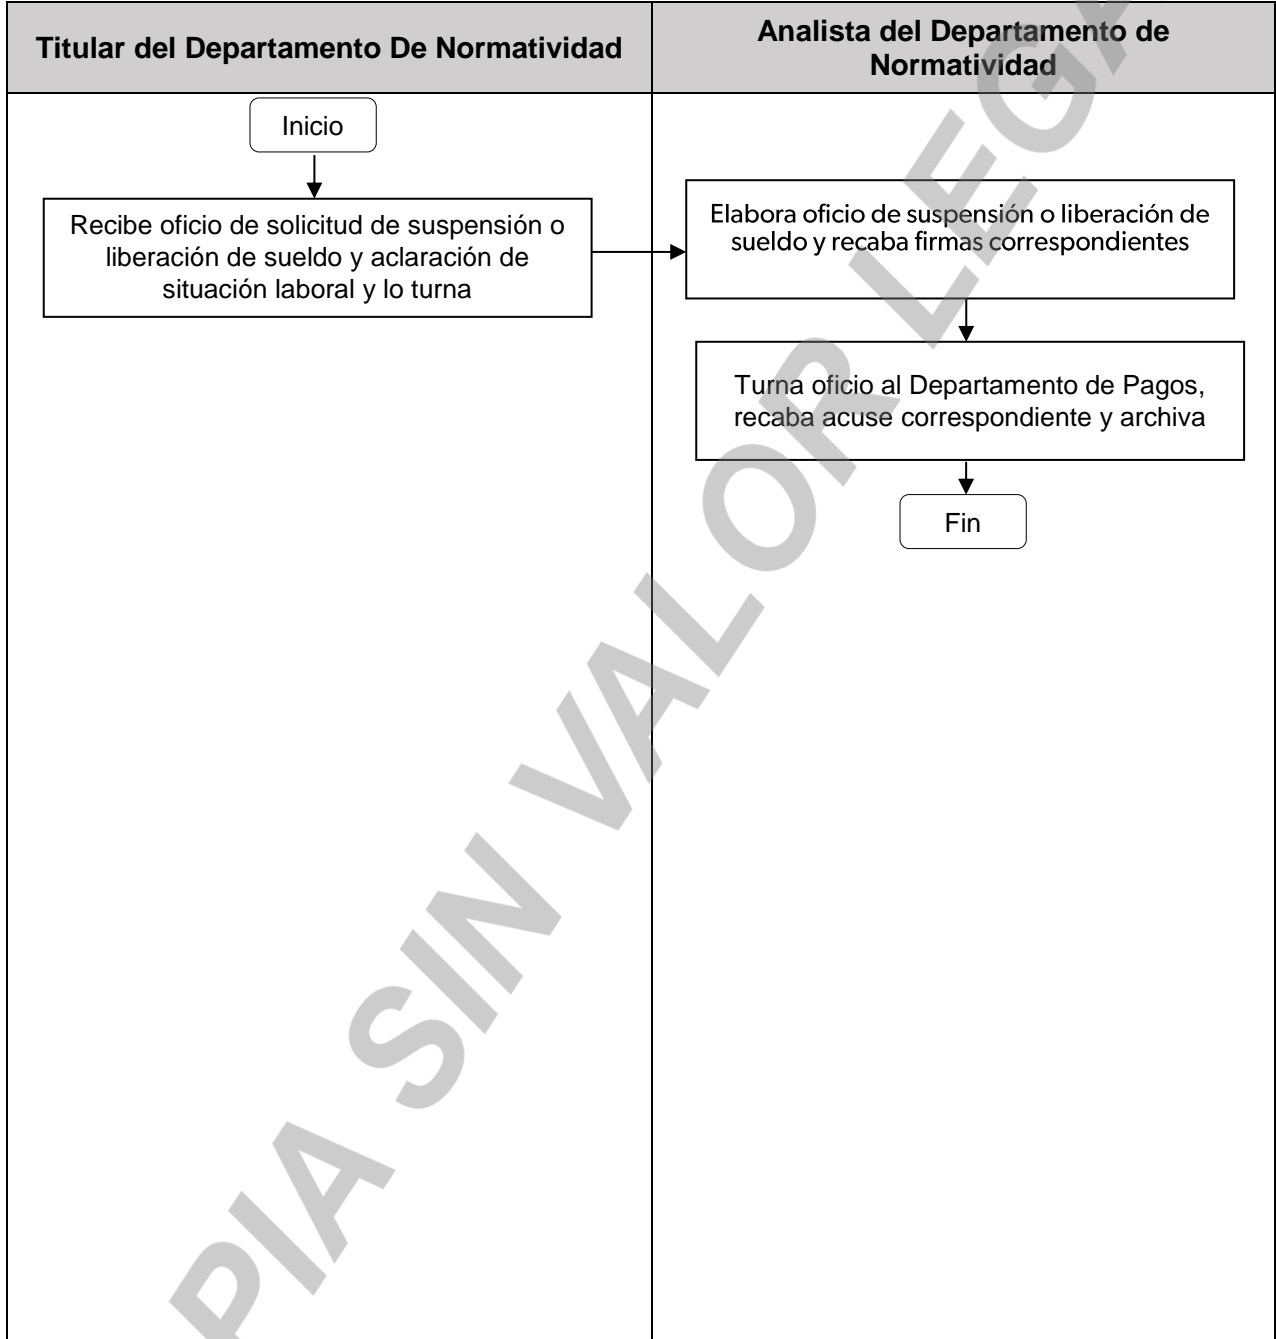 Titular del Departamento De Normatividad
Analista del Departamento de
Normatividad
Inicio
Recibe oficio de solicitud de suspensión o
liberación de sueldo y aclaración de
situación laboral y lo turna
Elabora oficio de suspensión o liberación de
sueldo y recaba firmas correspondientes
Turna oficio al Departamento de Pagos,
recaba acuse correspondiente y archiva
Fin
PIA SIN VALOR LEGA